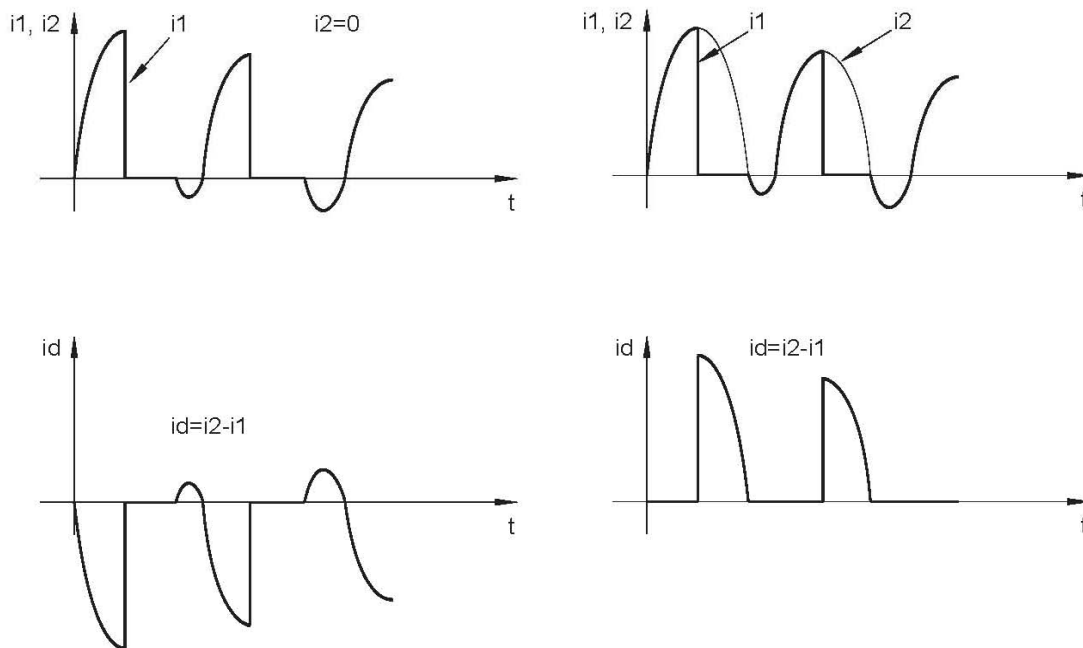 i1, i2
i1
i2=0
t
i1, i2
i1
i2
t
id
id=i2-i1
t
id
id=i2-i1
t